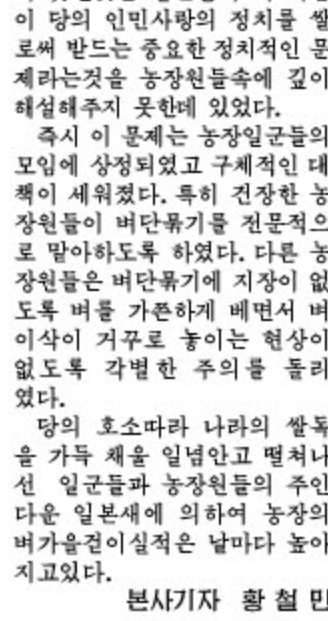 이 당의 인민사랑의 정치를 쌀
로써 받드는 중요한 정치적인 문
제라는것을 농장원들속에 깊이
해설해주지 못한데 있었다.
즉시 이 문제는 농장일군들의
모임에 상정되였고 구체적인 대
책이 세워졌다. 특히 건장한 농
장원들이 벼단묶기를 전문적으
로 맡아하도록 하였다. 다른 농
장원들은 벼단묶기에 지장이 없
도록 벼를 가쯘하게 베면서 벼
이삭이 거꾸로 놓이는 현상이
없도록 각별한 주의를 돌리
였다.
당의 호소따라 나라의 쌀독
을 가득 채울 일념안고 떨쳐나
선 일군들과 농장원들의 주인
다운 일본새에 의하여 농장의
벼가을걷이실적은 날마다 높아
지고있다.
본사기자 황철민